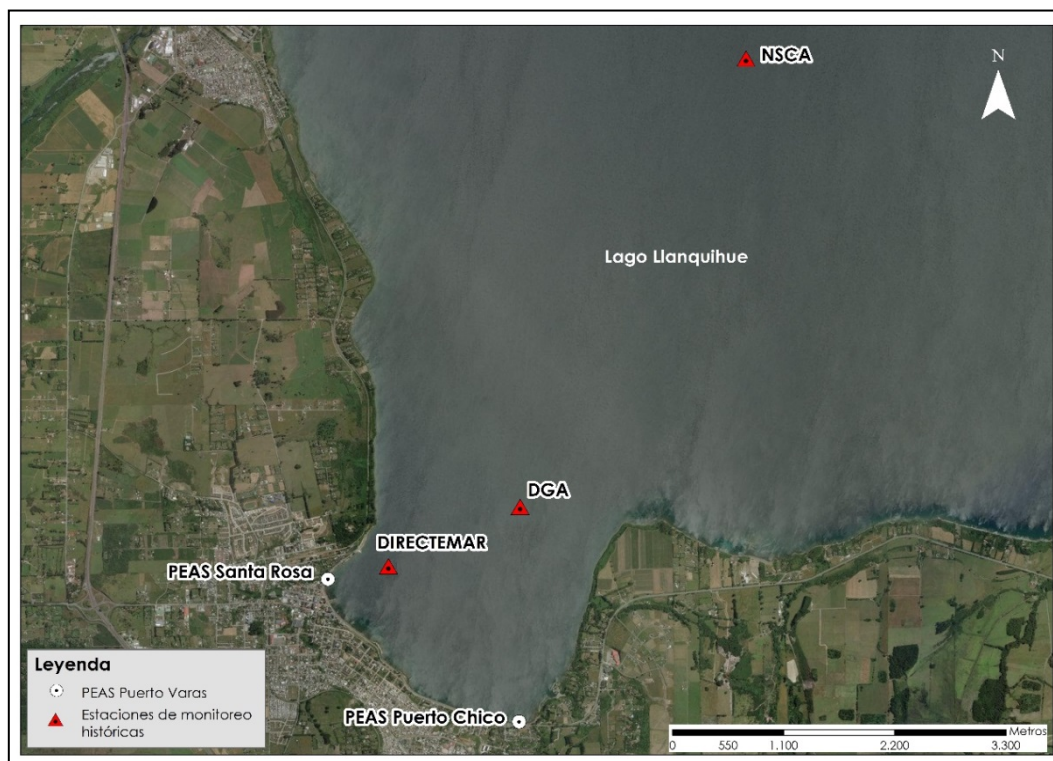 NSCA
N
Lago Llanquihue
DGA
DIRECTEMAR
PEAS Santa Rosa
PEAS Puerto Chico
Leyenda
PEAS Puerto Varas
Estaciones de monitoreo
históricas
Metros
0 550 1.100 2.200 3.300